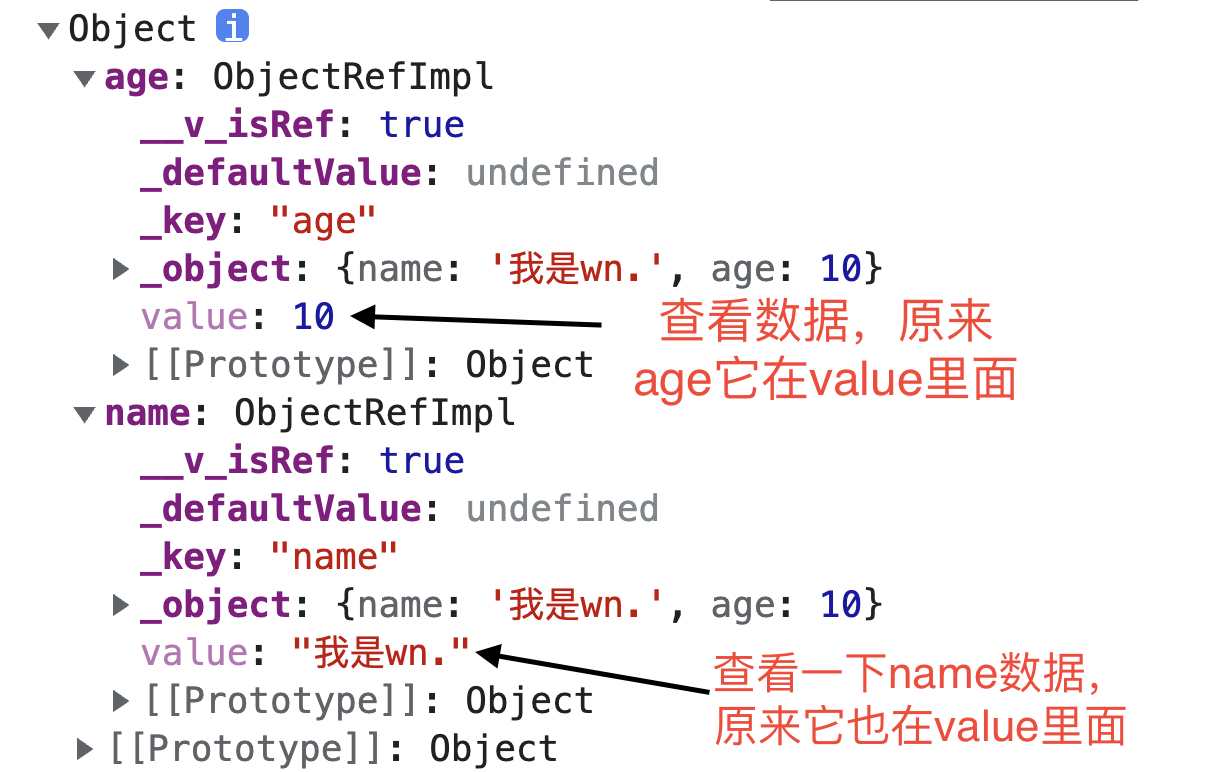 Object i
age: ObjectRefImpl
__v_isRef: true
_defaultValue: undefined
_key: "age"
_object: {name: '我是wn.', age: 10}
value: 10
查看数据，原来
age它在value里面
[[Prototype]]: Object
name: ObjectRefImpl
__v_isRef: true
_defaultValue: undefined
_key: "name"
_object: {name: '我是wn.', age: 10}
value: "我是wn."
查看一下name数据，
原来它也在value里面
[[Prototype]]: Object
[[Prototype]]: Object